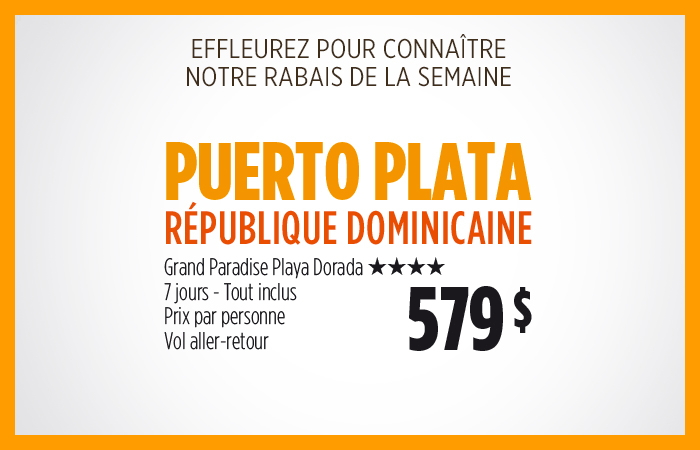 EFFLEUREZ POUR CONNAÎTRE
NOTRE RABAIS DE LA SEMAINE
PUERTO PLATA
RÉPUBLIQUE DOMINICAINE
Grand Paradise Playa Dorada ★★★★
7 jours - Tout inclus
Prix par personne
Vol aller-retour
579 $